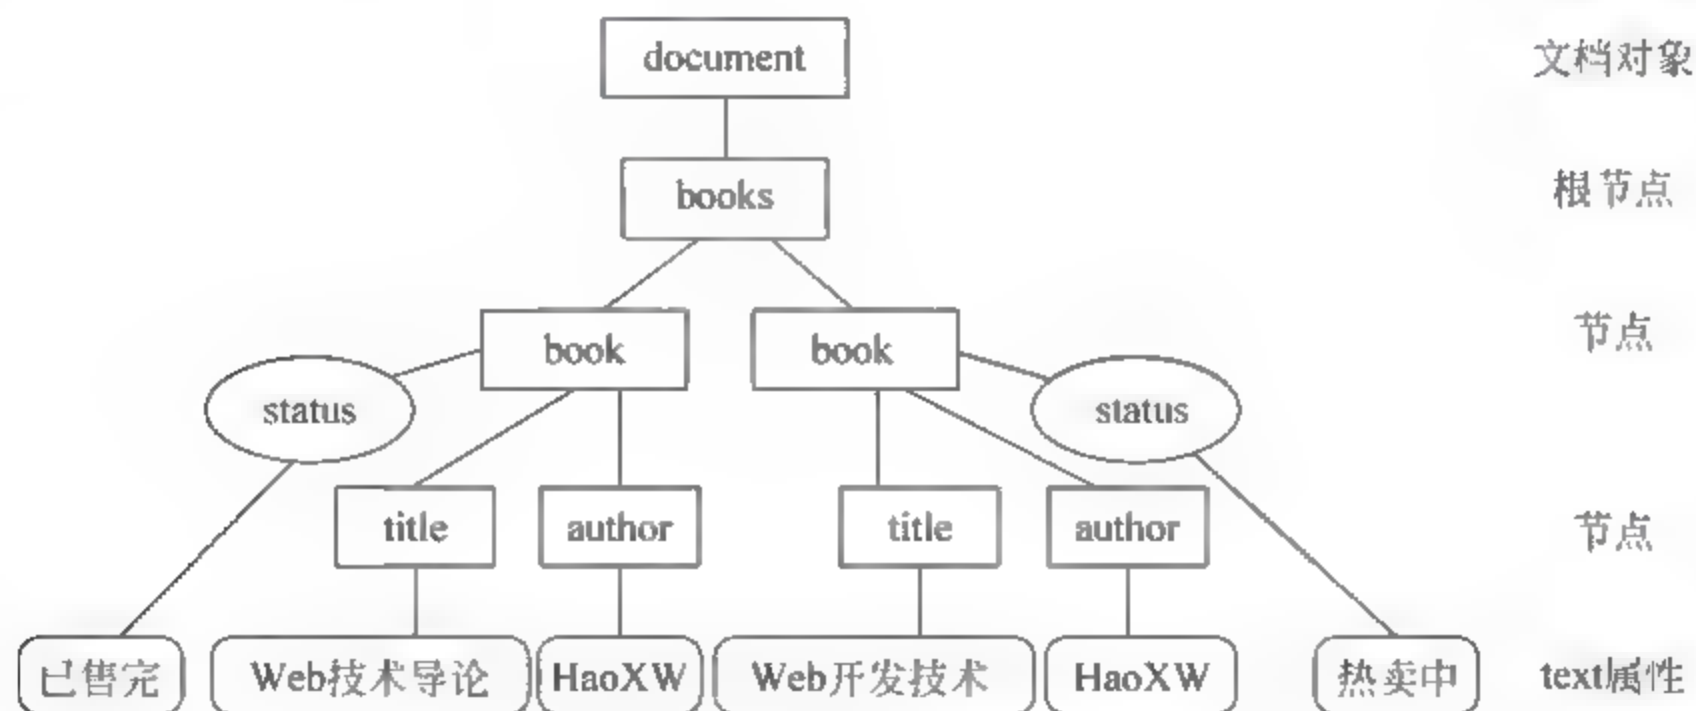 document
文档对象
books
根节点
book
book
节点
status
status
title
author
title
author
节点
已售完
Web技术导论
HaoXW
Web开发技术
HaoXW
热卖中
text属性